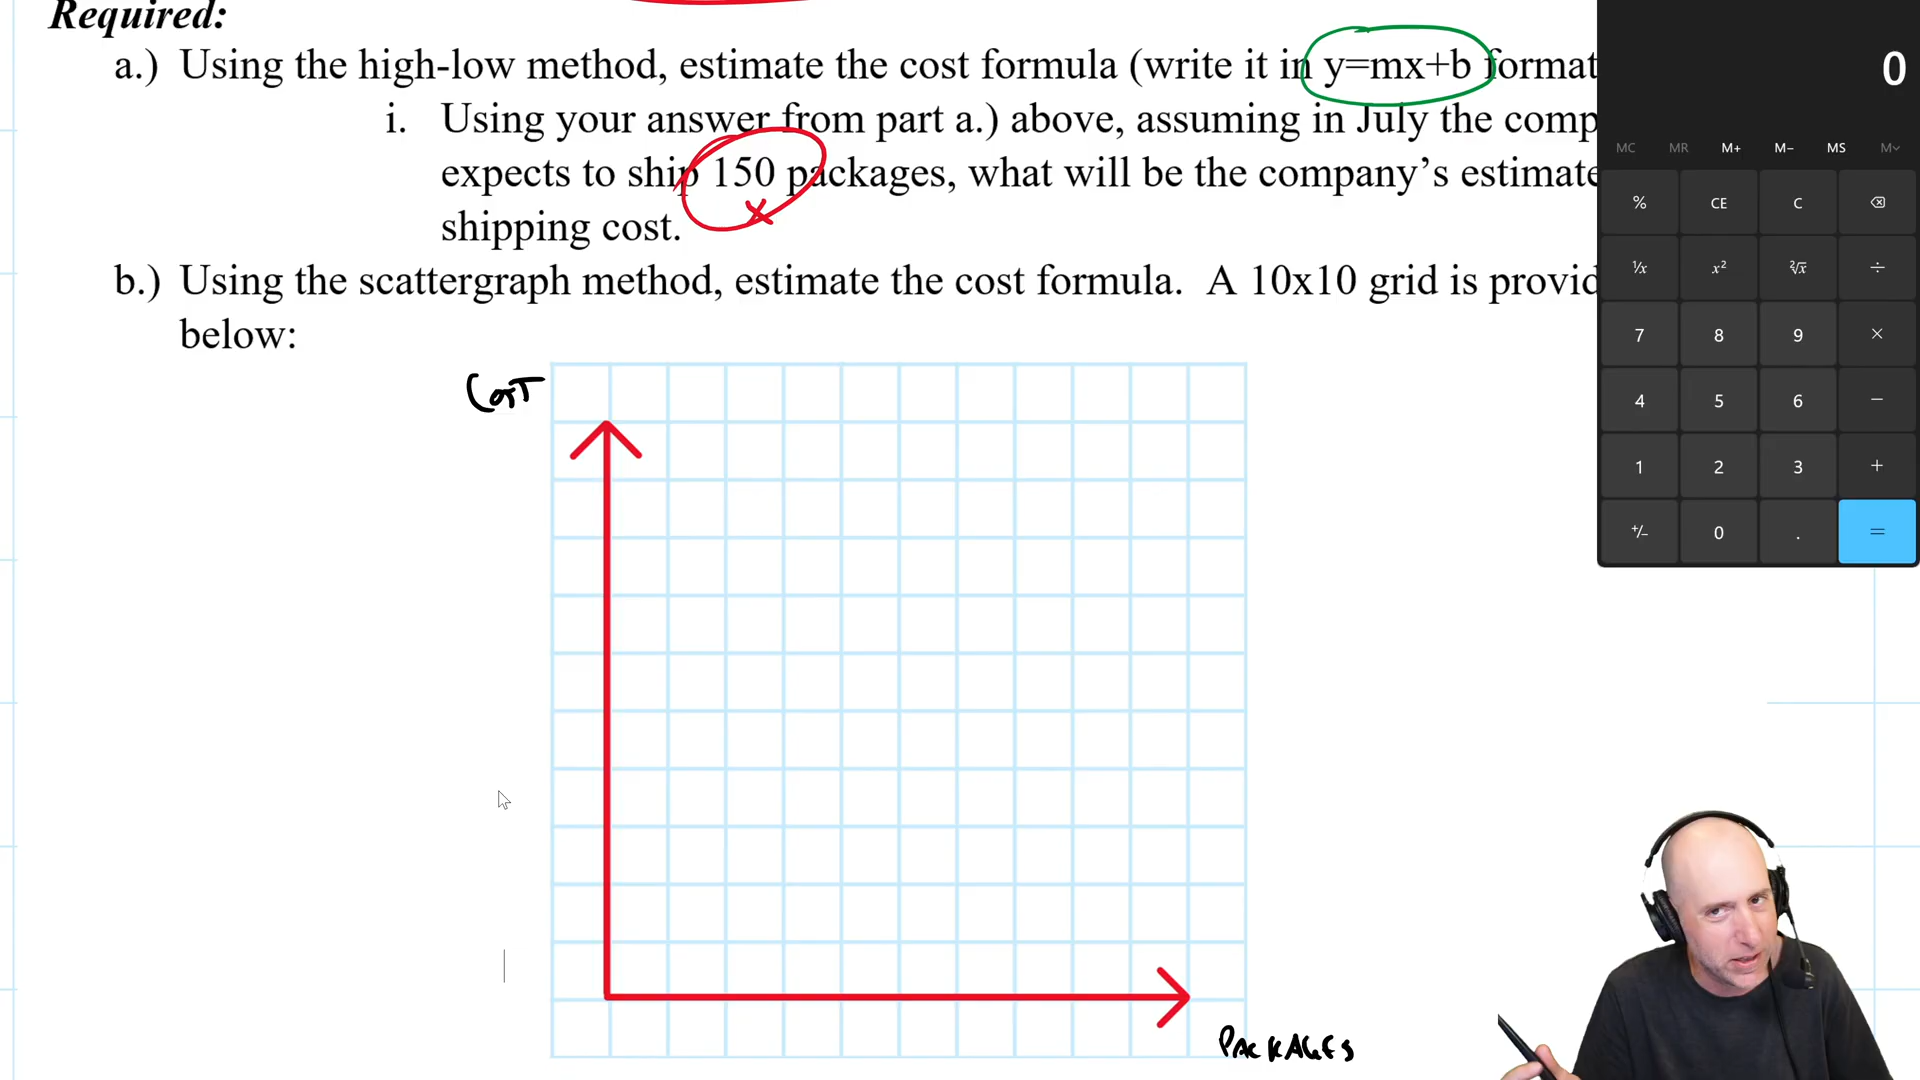 Required:
a.) Using the high-low method, estimate the cost formula (write it in y=mx+b format
i. Using your answer from part a.) above, assuming in July the comp
expects to ship 150 packages, what will be the company’s estimate
x
shipping cost.
b.) Using the scattergraph method, estimate the cost formula. A 10x10 grid is provid
below:
COST
PACKAGES
0
MC MR M+ M− MS M˅
% CE C ⌫
¹/x x² ²√x ÷
7 8 9 ×
4 5 6 −
1 2 3 +
+/− 0 . =